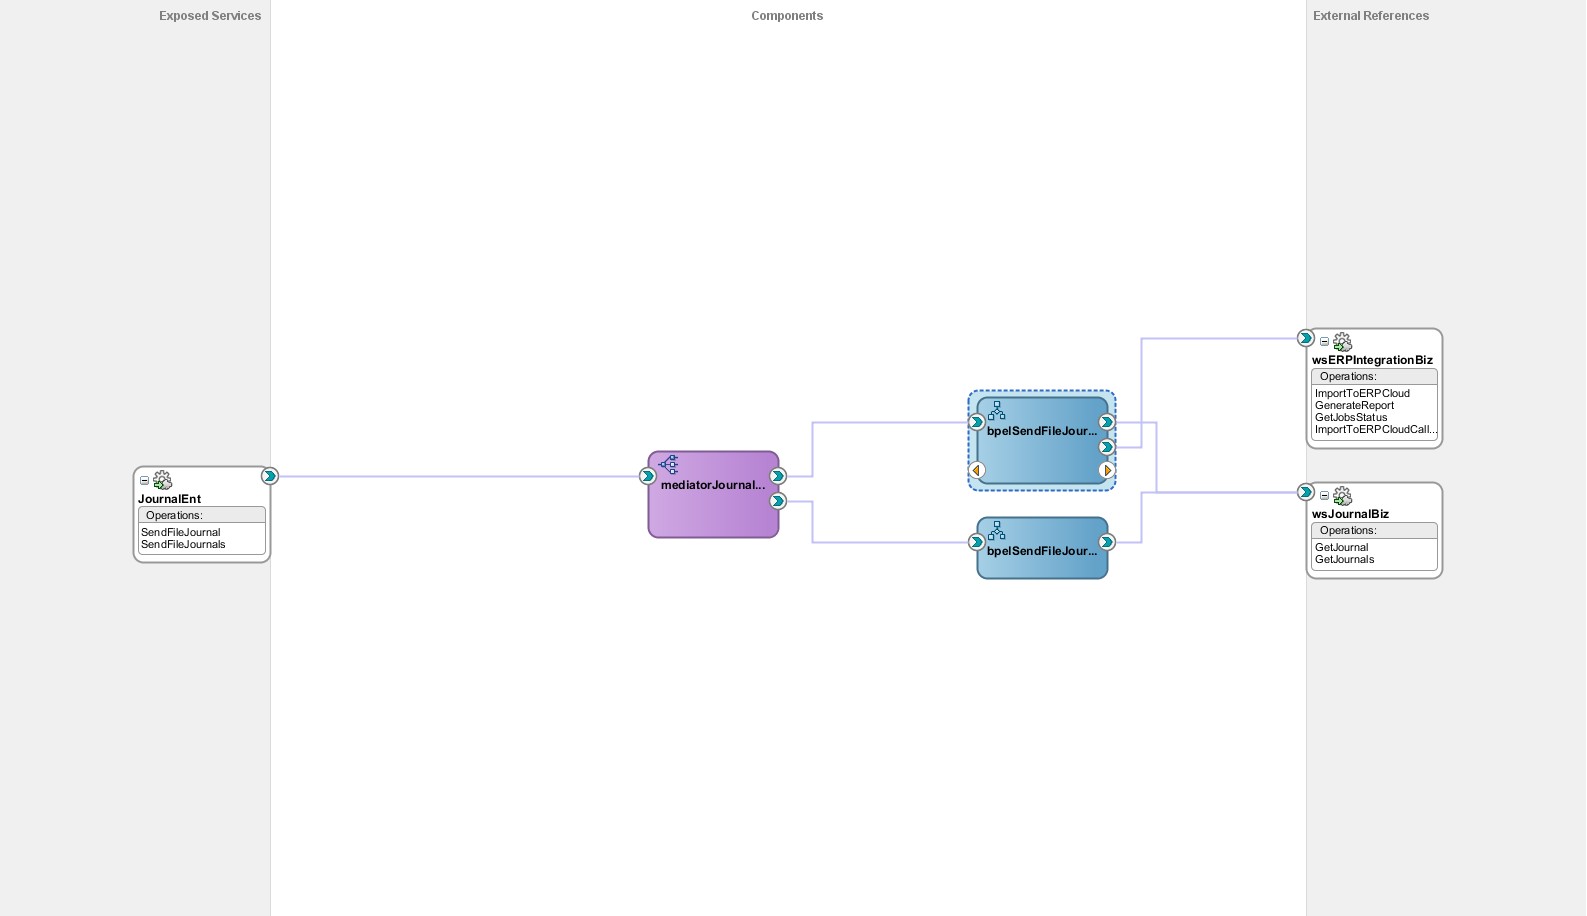 Exposed Services
Components
External References
JournalEnt
Operations:
SendFileJournal
SendFileJournals
mediatorJournal...
bpelSendFileJour...
bpelSendFileJour...
wsERPIntegrationBiz
Operations:
ImportToERPCloud
GenerateReport
GetJobsStatus
ImportToERPCloudCall...
wsJournalBiz
Operations:
GetJournal
GetJournals